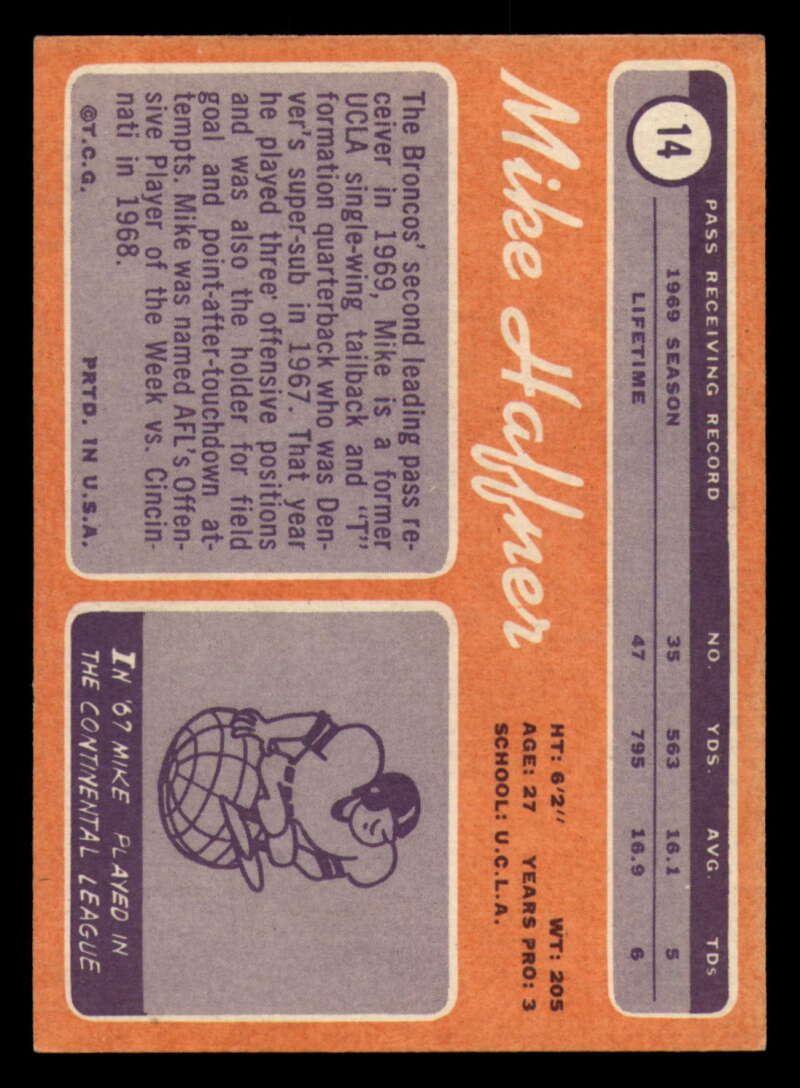 14
PASS RECEIVING RECORD NO. YDS. AVG. TDs
1969 SEASON 35 563 16.1 5
LIFETIME 47 795 16.9 6
Mike Haffner
HT: 6'2" WT: 205
AGE: 27 YEARS PRO: 3
SCHOOL: U.C.L.A.
The Broncos' second leading pass re-
ceiver in 1969, Mike is a former
UCLA single-wing tailback and "T"
formation quarterback who was Den-
ver's super-sub in 1967. That year
he played three offensive positions
and was also the holder for field
goal and point-after-touchdown at-
tempts. Mike was named AFL's Offen-
sive Player of the Week vs. Cincin-
nati in 1968.
©T.C.G. PRTD. IN U.S.A.
IN '67 MIKE PLAYED IN
THE CONTINENTAL LEAGUE